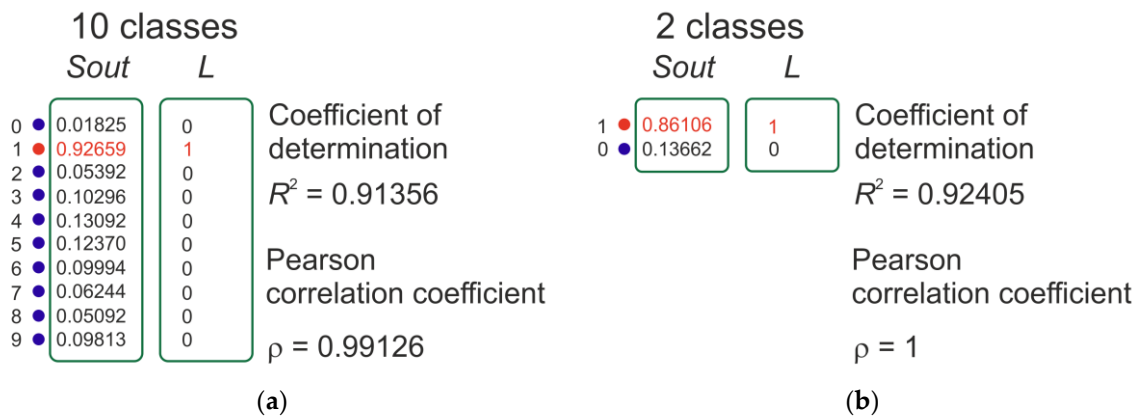 10 classes
Sout L
0 0.01825 0
1 0.92659 1
2 0.05392 0
3 0.10296 0
4 0.13092 0
5 0.12370 0
6 0.09994 0
7 0.06244 0
8 0.05092 0
9 0.09813 0
Coefficient of
determination
R² = 0.91356
Pearson
correlation coefficient
ρ = 0.99126
(a)
2 classes
Sout L
1 0.86106 1
0 0.13662 0
Coefficient of
determination
R² = 0.92405
Pearson
correlation coefficient
ρ = 1
(b)